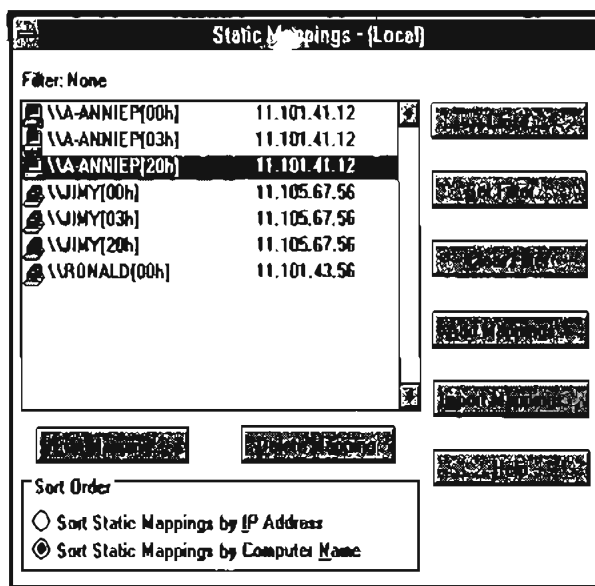 Static Mappings - (Local)
Filter: None
\\A-ANNIEP[00h] 11.101.41.12
\\A-ANNIEP[03h] 11.101.41.12
\\A-ANNIEP[20h] 11.101.41.12
\\JIMY[00h] 11.105.67.56
\\JIMY[03h] 11.105.67.56
\\JIMY[20h] 11.105.67.56
\\RONALD[00h] 11.101.43.56
Import Mappings
Help
Sort Order
Sort Static Mappings by IP Address
Sort Static Mappings by Computer Name